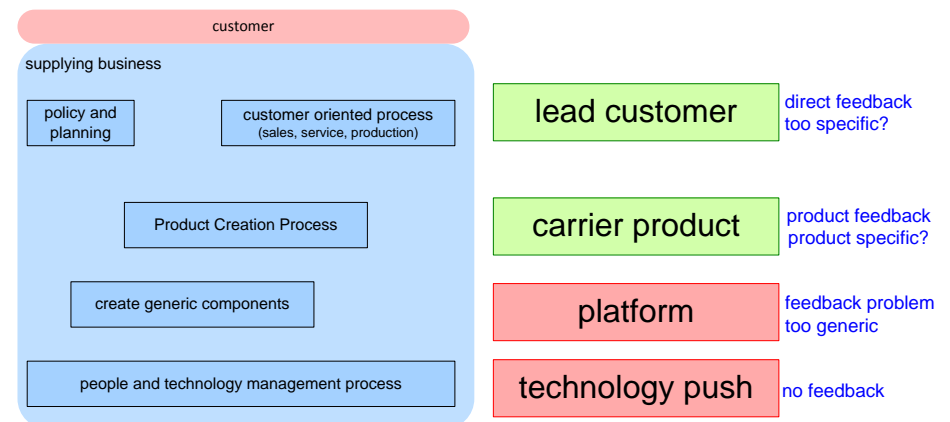 customer
supplying business
policy and
planning
customer oriented process
(sales, service, production)
lead customer
direct feedback
too specific?
Product Creation Process
carrier product
product feedback
product specific?
create generic components
platform
feedback problem
too generic
people and technology management process
technology push
no feedback